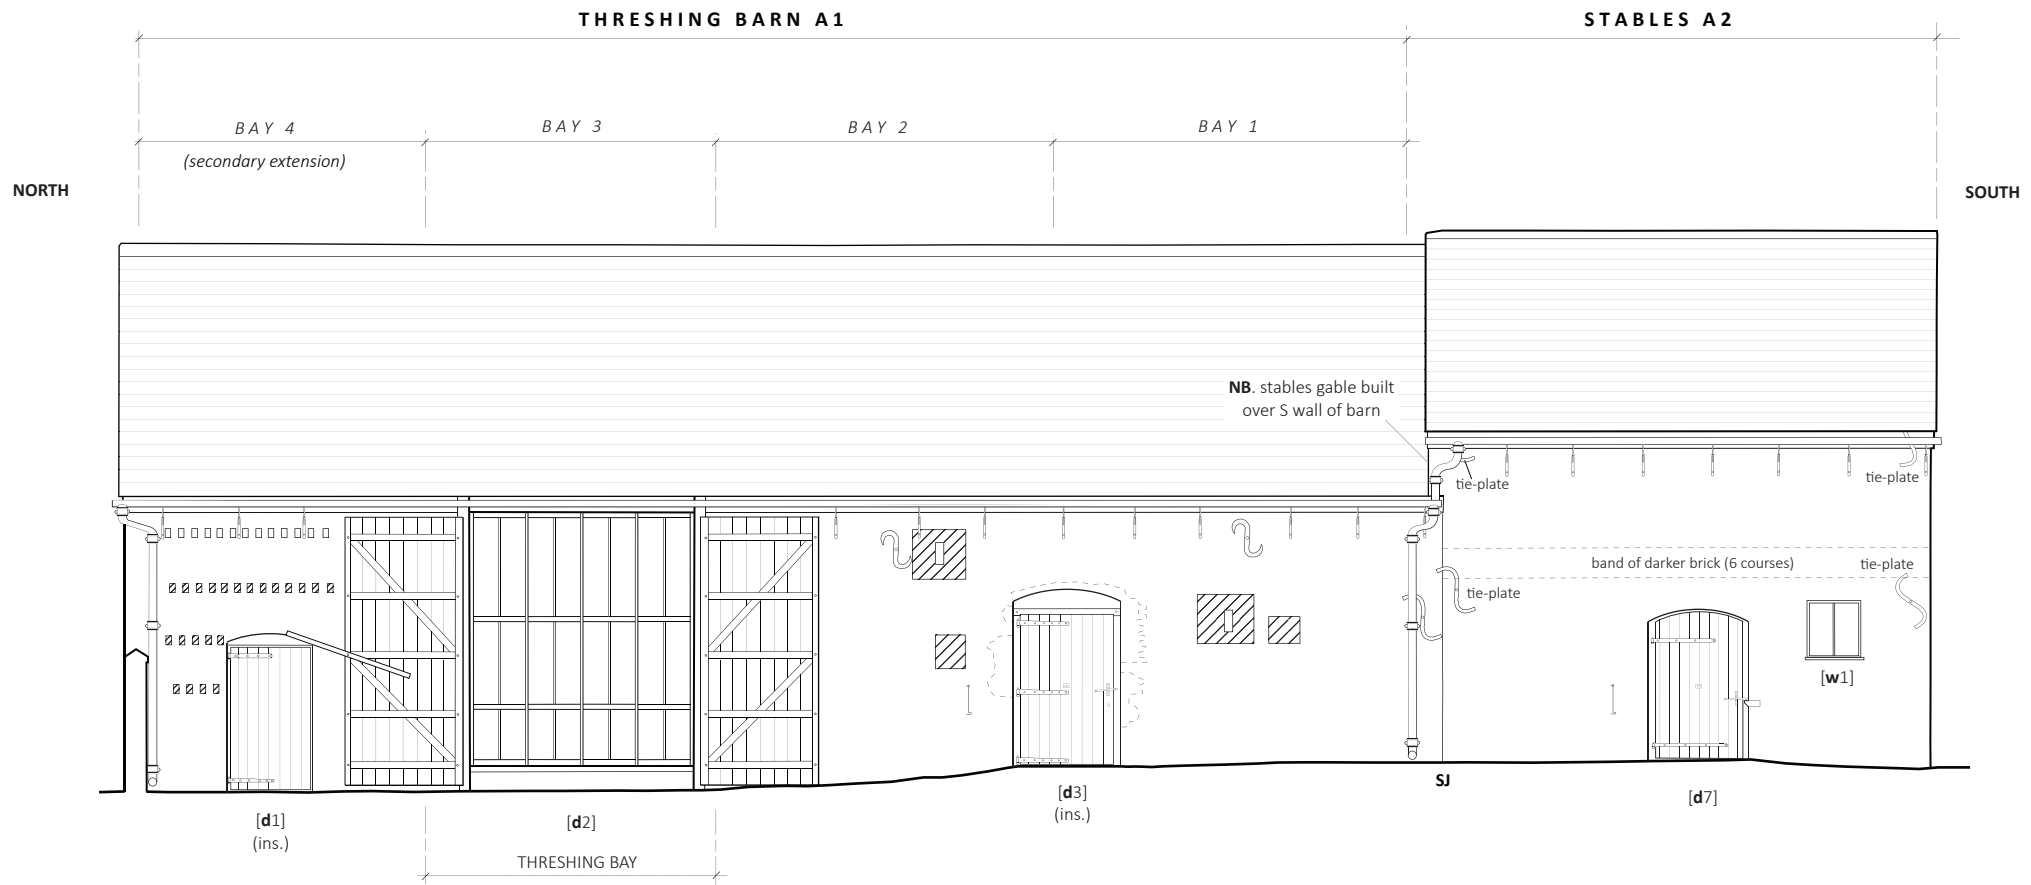 THRESHING BARN A1
STABLES A2
BAY 4
BAY 3
BAY 2
BAY 1
(secondary extension)
NORTH
SOUTH
NB. stables gable built
over S wall of barn
tie-plate
tie-plate
band of darker brick (6 courses)
tie-plate
tie-plate
[w1]
SJ
[d1]
(ins.)
[d2]
[d3]
(ins.)
[d7]
THRESHING BAY